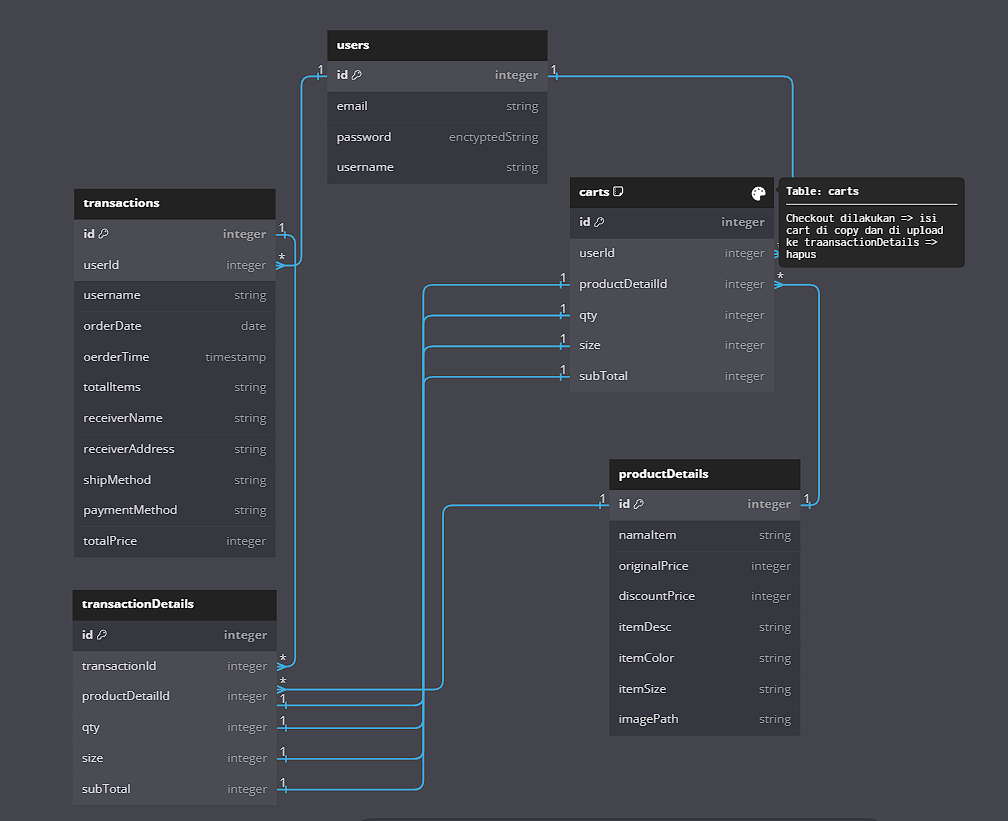 users
1 id integer 1
email string
password enctyptedString
username string
transactions
id integer 1
userId integer *
username string
orderDate date
oerderTime timestamp
totalItems string
receiverName string
receiverAddress string
shipMethod string
paymentMethod string
totalPrice integer
carts
id integer
userId integer *
1 productDetailId integer *
1 qty integer
1 size integer
1 subTotal integer
Table: carts
Checkout dilakukan => isi
cart di copy dan di upload
ke traansactionDetails =>
hapus
productDetails
1 id integer 1
namaItem string
originalPrice integer
discountPrice integer
itemDesc string
itemColor string
itemSize string
imagePath string
transactionDetails
id integer
transactionId integer *
productDetailId integer * 1
qty integer 1
size integer 1
subTotal integer 1